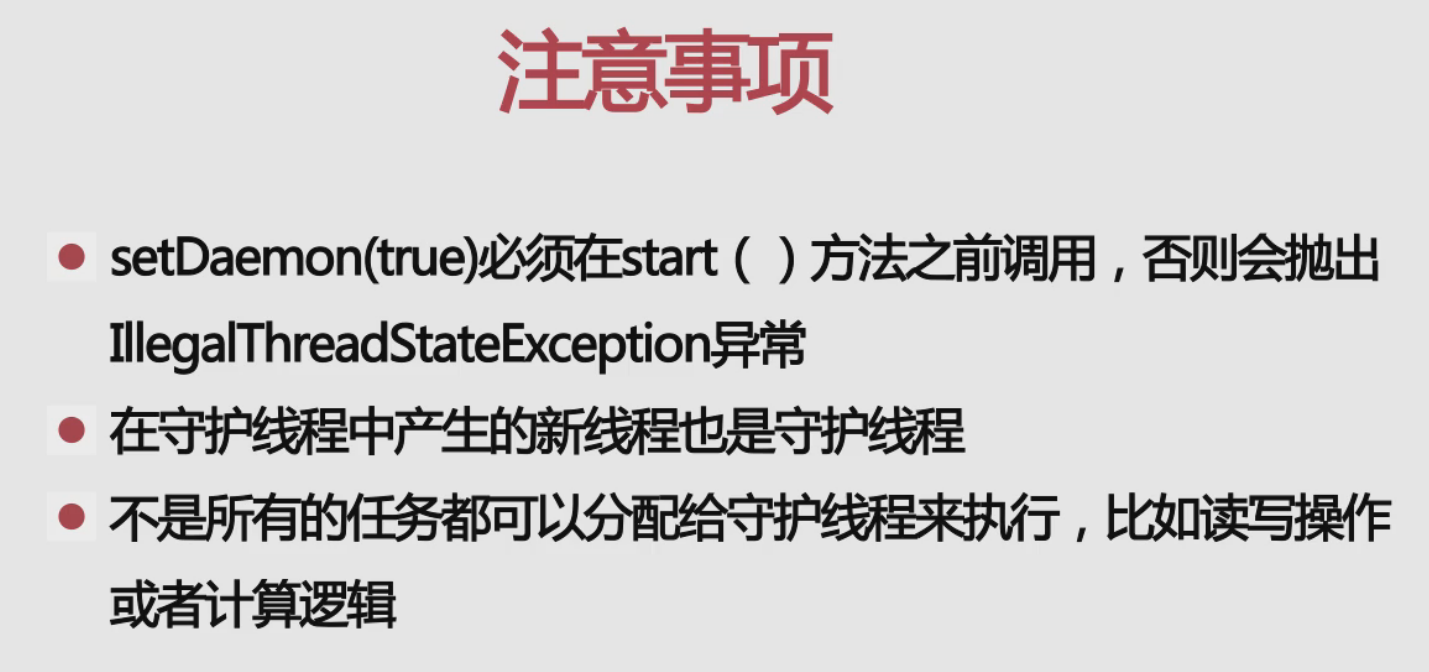 注意事项
setDaemon(true)必须在start（ ）方法之前调用，否则会抛出
IllegalThreadStateException异常
在守护线程中产生的新线程也是守护线程
不是所有的任务都可以分配给守护线程来执行，比如读写操作
或者计算逻辑